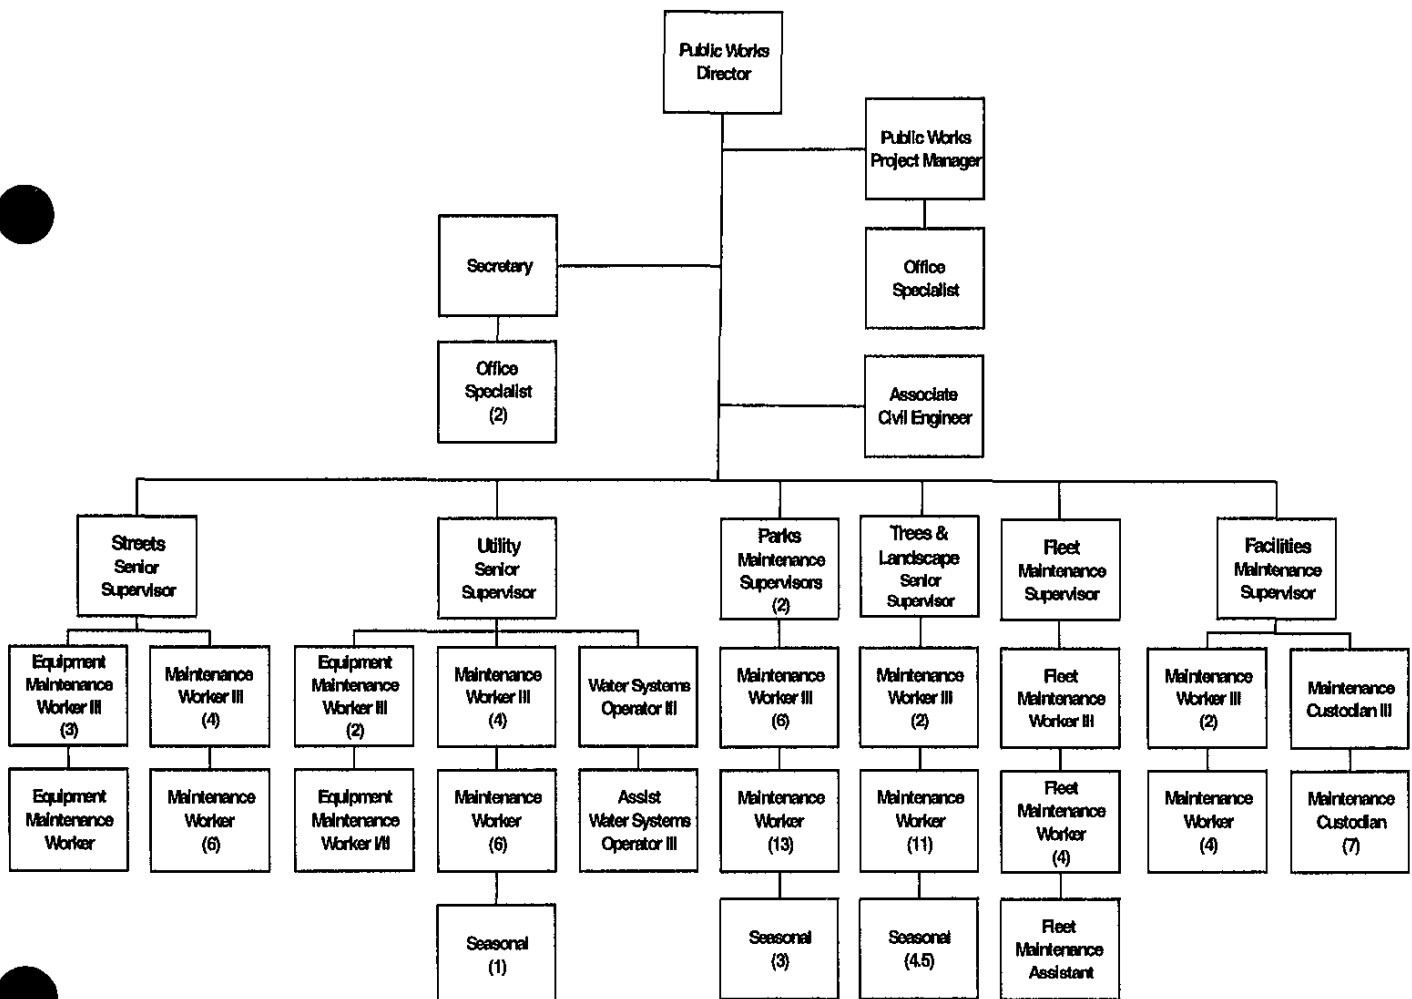 Public Works
Director
Public Works
Project Manager
Secretary
Office
Specialist
Office
Specialist
(2)
Associate
Civil Engineer
Streets
Senior
Supervisor
Utility
Senior
Supervisor
Parks
Maintenance
Supervisors
(2)
Trees &
Landscape
Senior
Supervisor
Fleet
Maintenance
Supervisor
Facilities
Maintenance
Supervisor
Equipment
Maintenance
Worker III
(3)
Maintenance
Worker III
(4)
Equipment
Maintenance
Worker III
(2)
Maintenance
Worker III
(4)
Water Systems
Operator III
Maintenance
Worker III
(6)
Maintenance
Worker III
(2)
Fleet
Maintenance
Worker III
Maintenance
Worker III
(2)
Maintenance
Custodian III
Equipment
Maintenance
Worker
Maintenance
Worker
(6)
Equipment
Maintenance
Worker I/II
Maintenance
Worker
(6)
Assist
Water Systems
Operator III
Maintenance
Worker
(13)
Maintenance
Worker
(11)
Fleet
Maintenance
Worker
(4)
Maintenance
Worker
(4)
Maintenance
Custodian
(7)
Seasonal
(1)
Seasonal
(3)
Seasonal
(4.5)
Fleet
Maintenance
Assistant